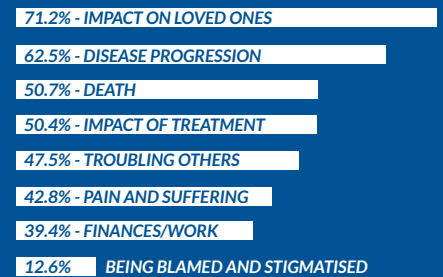 71.2% - IMPACT ON LOVED ONES
62.5% - DISEASE PROGRESSION
50.7% - DEATH
50.4% - IMPACT OF TREATMENT
47.5% - TROUBLING OTHERS
42.8% - PAIN AND SUFFERING
39.4% - FINANCES/WORK
12.6% BEING BLAMED AND STIGMATISED